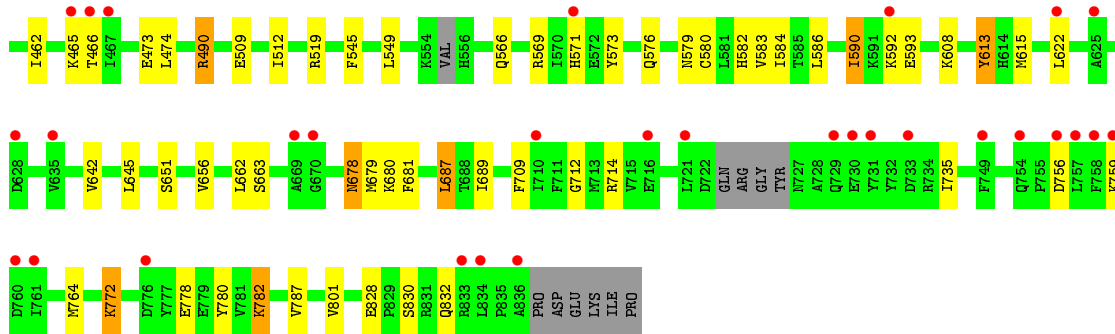 I462 K465 T466 I467 E473 L474 R490 E509 I512 R519 F545 L549 K554 VAL H556 Q566 R569 I570 H571 E572 Y573 Q576 N579 C580 L581 H582 V583 I584 T585 L586 I590 K591 K592 E593 K608 Y613 H614 M615 L622 A625
D628 V635 V642 L645 S651 V656 L662 S663 A669 G670 N678 M679 K680 F681 L687 T688 I689 F709 I710 F711 G712 M713 R714 V715 E716 L721 D722 GLN ARG GLY TYR N727 A728 Q729 E730 Y731 Y732 D733 R734 I735 F749 Q754 P755 D756 L757 F758 K759
D760 I761 M764 K772 D776 Y777 E778 E779 Y780 V781 K782 V787 V801 E828 P829 S830 R831 Q832 R833 L834 P835 A836 PRO ASP GLU LYS ILE PRO